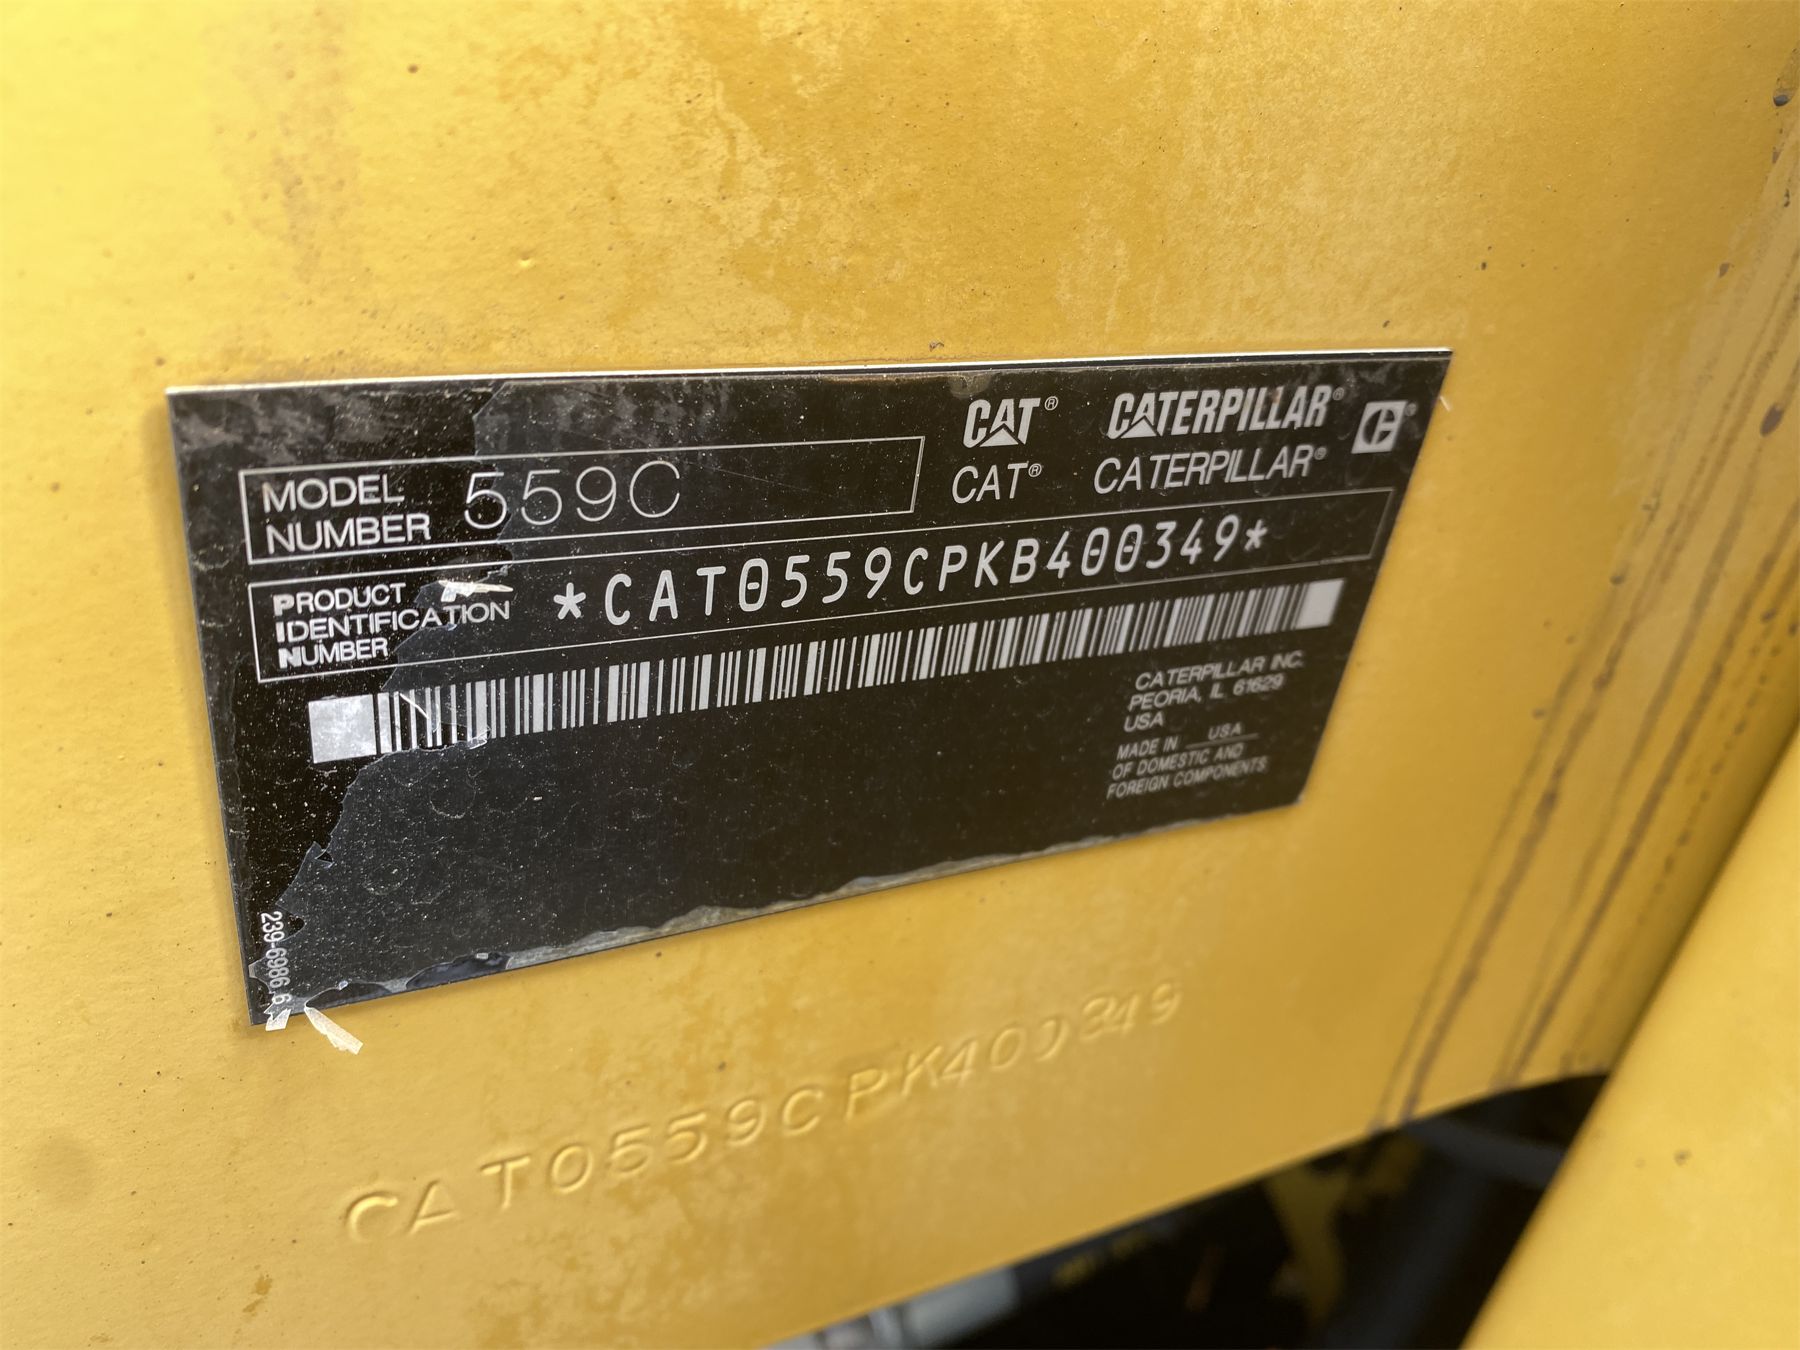 CAT® CATERPILLAR®
MODEL NUMBER 559C
CAT® CATERPILLAR®
PRODUCT IDENTIFICATION NUMBER
*CAT0559CPKB400349*
CATERPILLAR INC.
PEORIA, IL 61629
USA
MADE IN USA
OF DOMESTIC AND
FOREIGN COMPONENTS
239-6986 6
CAT0559CPK400349